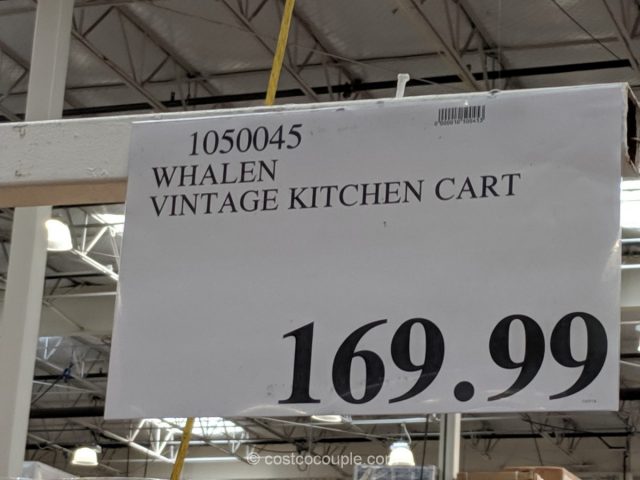 1050045
WHALEN
VINTAGE KITCHEN CART
169.99
© costcocouple.com